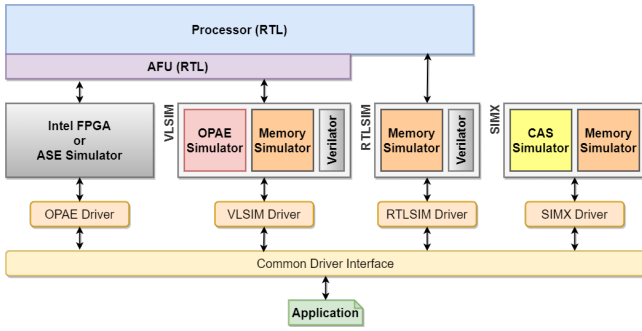 Processor (RTL)
AFU (RTL)
Intel FPGA
or
ASE Simulator
VLSIM
OPAE
Simulator
Memory
Simulator
Verilator
RTLSIM
Memory
Simulator
Verilator
SIMX
CAS
Simulator
Memory
Simulator
OPAE Driver
VLSIM Driver
RTLSIM Driver
SIMX Driver
Common Driver Interface
Application